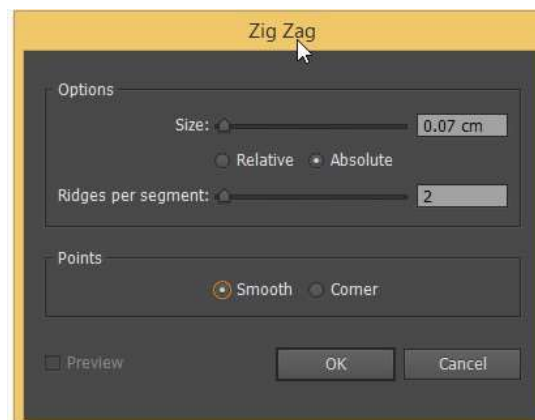 Zig Zag
Options
Size: 0.07 cm
Relative Absolute
Ridges per segment: 2
Points
Smooth Corner
Preview OK Cancel